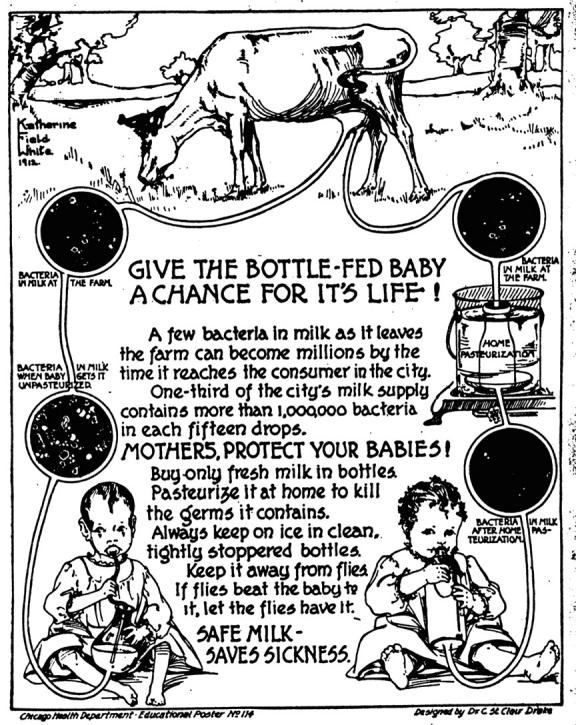 Katherine
Field
White
1912
BACTERIA IN MILK AT THE FARM.
BACTERIA
IN MILK AT
THE FARM.
GIVE THE BOTTLE-FED BABY
A CHANCE FOR IT'S LIFE !
HOME
PASTEURIZATION
A few bacteria in milk as it leaves
the farm can become millions by the
time it reaches the consumer in the city.
One-third of the city's milk supply
contains more than 1,000,000 bacteria
in each fifteen drops.
BACTERIA IN MILK
WHEN BABY GETS IT
UNPASTEURIZED.
MOTHERS, PROTECT YOUR BABIES !
Buy only fresh milk in bottles.
Pasteurize it at home to kill
the germs it contains.
Always keep on ice in clean,
tightly stoppered bottles.
Keep it away from flies.
If flies beat the baby to
it, let the flies have it.
BACTERIA IN MILK
AFTER HOME PAS-
TEURIZATION.
SAFE MILK-
SAVES SICKNESS.
Chicago Health Department - Educational Poster No 114
Designed by Dr C. St Clair Drake